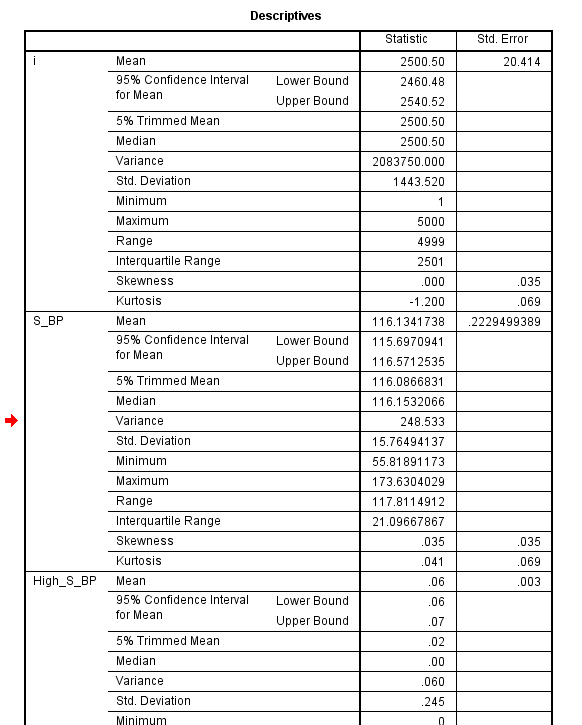 Descriptives
Statistic Std. Error
i Mean 2500.50 20.414
95% Confidence Interval for Mean Lower Bound 2460.48
Upper Bound 2540.52
5% Trimmed Mean 2500.50
Median 2500.50
Variance 2083750.000
Std. Deviation 1443.520
Minimum 1
Maximum 5000
Range 4999
Interquartile Range 2501
Skewness .000 .035
Kurtosis -1.200 .069
S_BP Mean 116.1341738 .2229499389
95% Confidence Interval for Mean Lower Bound 115.6970941
Upper Bound 116.5712535
5% Trimmed Mean 116.0866831
Median 116.1532066
Variance 248.533
Std. Deviation 15.76494137
Minimum 55.81891173
Maximum 173.6304029
Range 117.8114912
Interquartile Range 21.09667867
Skewness .035 .035
Kurtosis .041 .069
High_S_BP Mean .06 .003
95% Confidence Interval for Mean Lower Bound .06
Upper Bound .07
5% Trimmed Mean .02
Median .00
Variance .060
Std. Deviation .245
Minimum 0